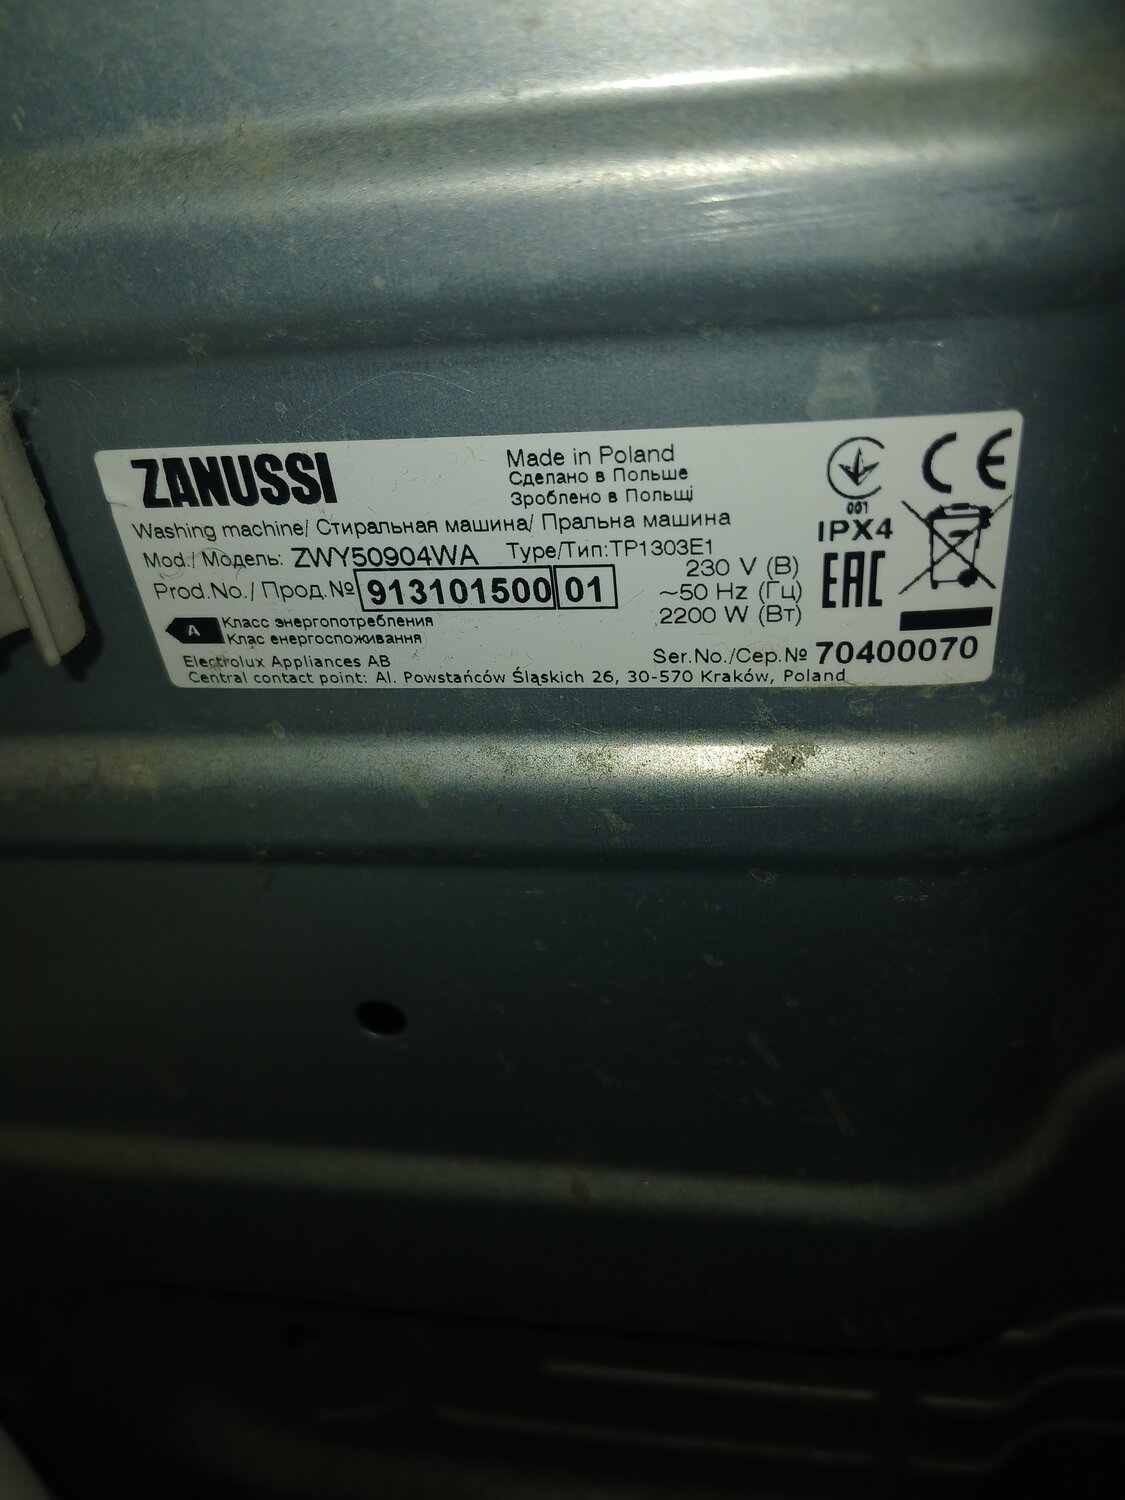 ZANUSSI
Made in Poland
Сделано в Польше
Зроблено в Польщі
Washing machine/ Стиральная машина/ Пральна машина
Mod./ Модель: ZWY50904WA Type/Тип:TP1303E1
Prod.No./ Прод.№ 913101500 01
230 V (В)
~50 Hz (Гц)
2200 W (Вт)
001
IPX4
CE
EAC
A
Класс энергопотребления
Клас енергоспоживання
Ser.No./Сер.№ 70400070
Electrolux Appliances AB
Central contact point: Al. Powstańców Śląskich 26, 30-570 Kraków, Poland